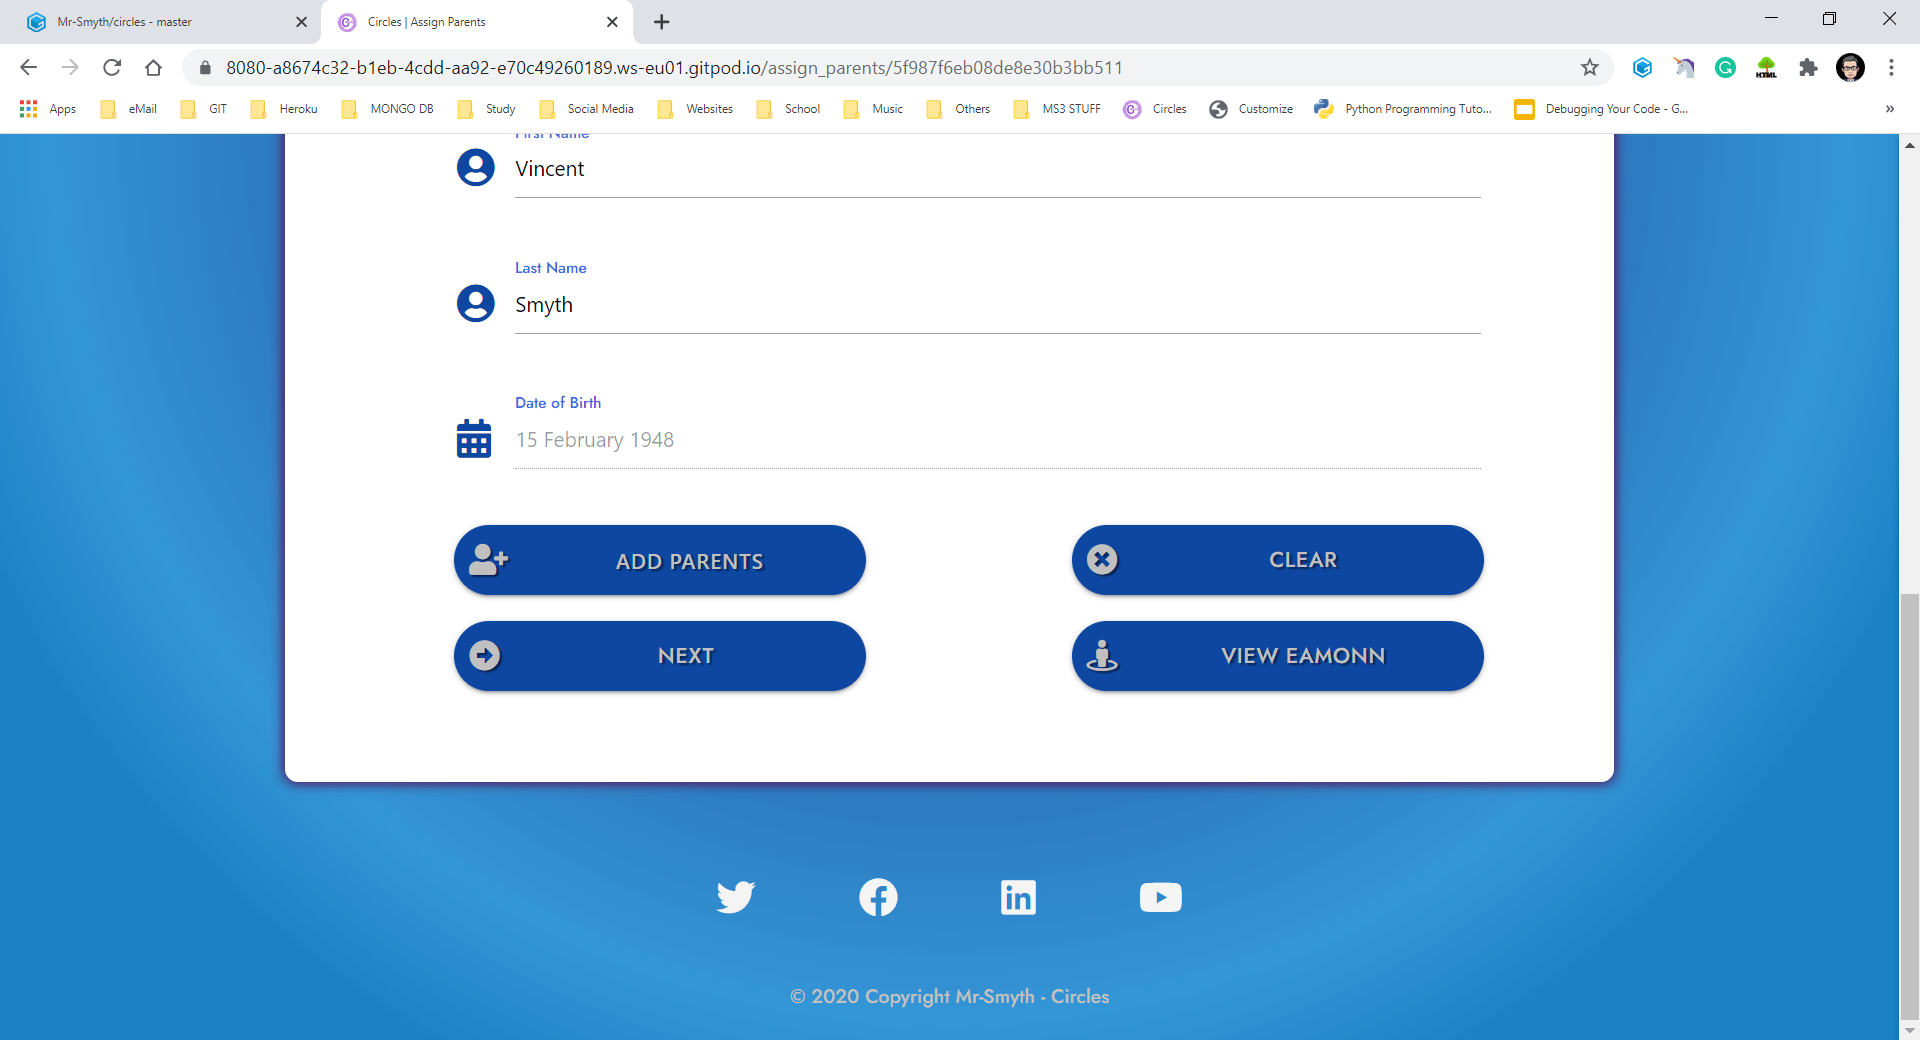 Mr-Smyth/circles - master
Circles | Assign Parents
8080-a8674c32-b1eb-4cdd-aa92-e70c49260189.ws-eu01.gitpod.io/assign_parents/5f987f6eb08de8e30b3bb511
HTML
Apps eMail GIT Heroku MONGO DB Study Social Media Websites School Music Others MS3 STUFF Circles Customize Python Programming Tuto... Debugging Your Code - G... »
First Name
Vincent
Last Name
Smyth
Date of Birth
15 February 1948
ADD PARENTS
CLEAR
NEXT
VIEW EAMONN
© 2020 Copyright Mr-Smyth - Circles